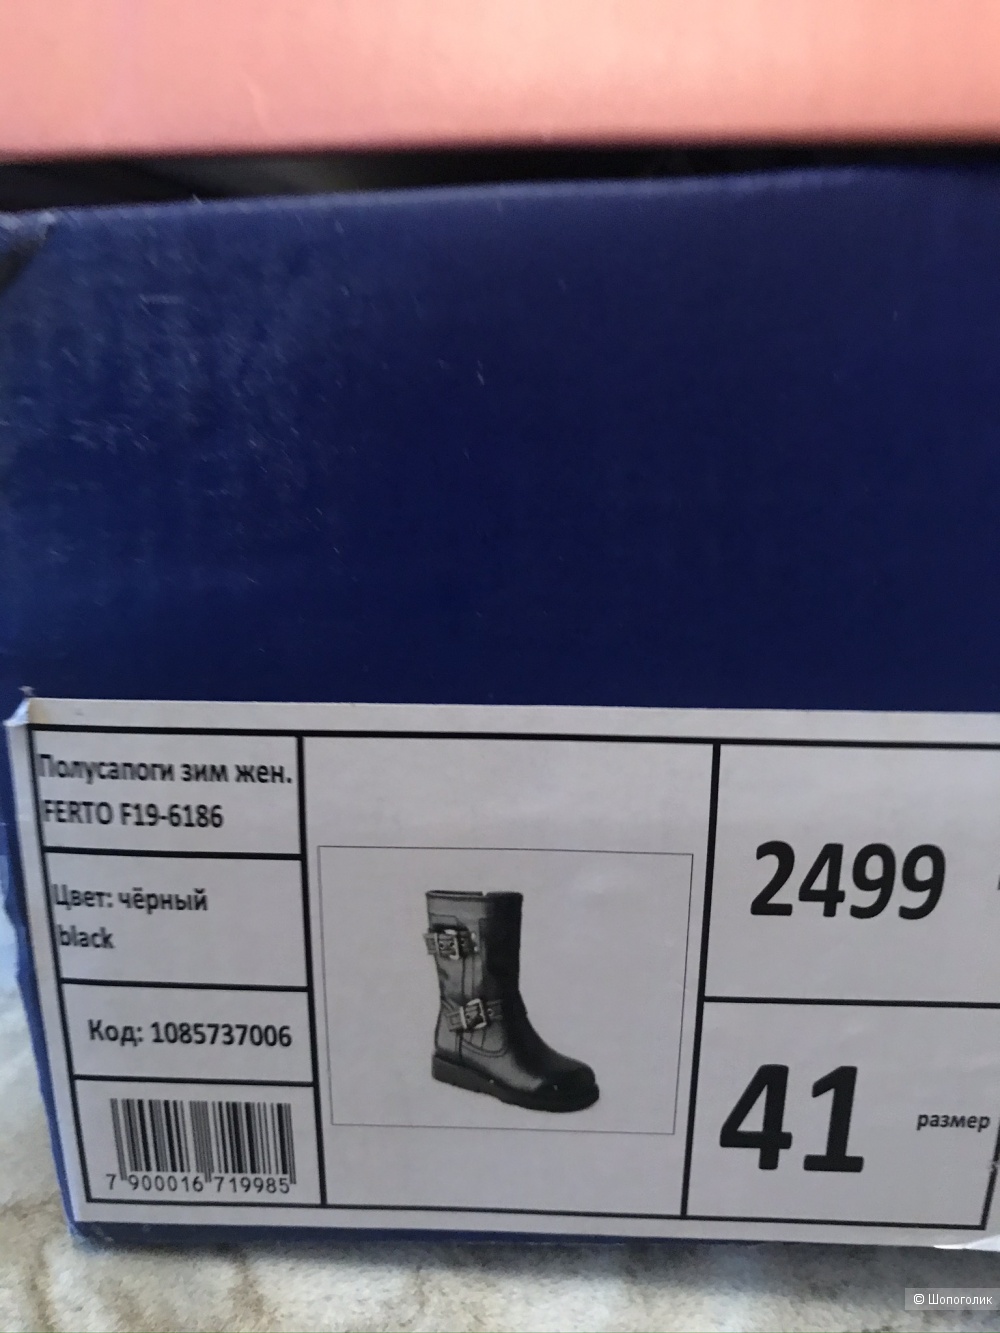 Полусапоги зим жен.
FERTO F19-6186
Цвет: чёрный
black
Код: 1085737006
7 900016 719985
2499
41 размер
© Шопоголик